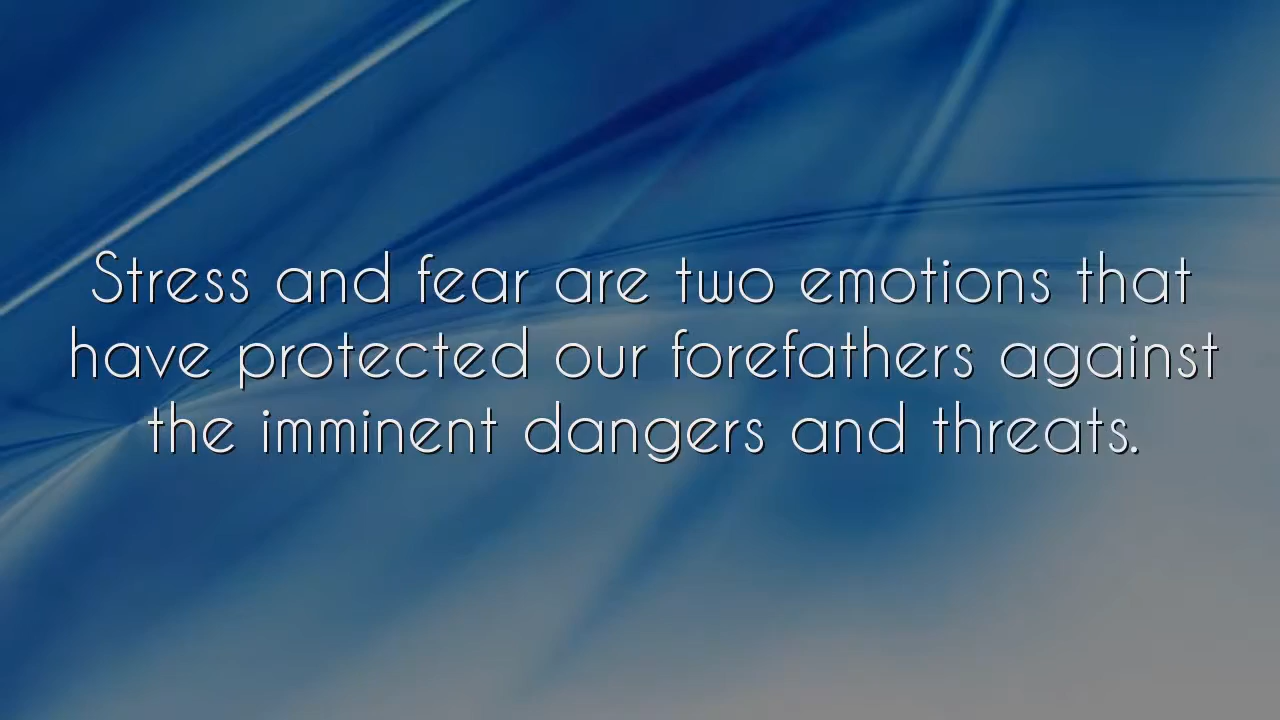 Stress and fear are two emotions that
have protected our forefathers against
the imminent dangers and threats.